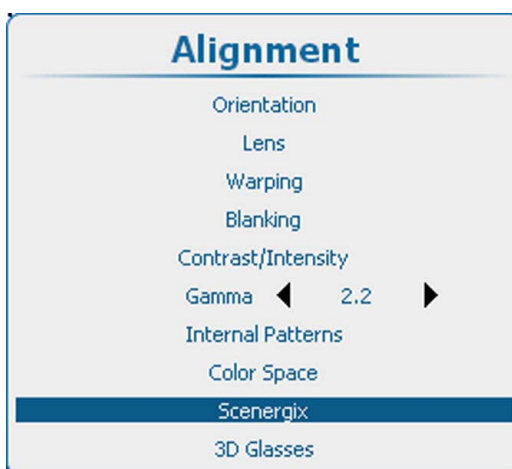 Alignment
Orientation
Lens
Warping
Blanking
Contrast/Intensity
Gamma 2.2
Internal Patterns
Color Space
Scenergix
3D Glasses